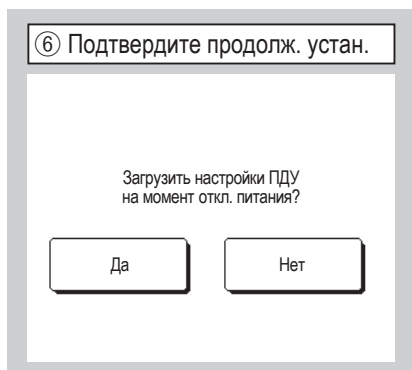 ⑥ Подтвердите продолж. устан.
Загрузить настройки ПДУ
на момент откл. питания?
Да
Нет